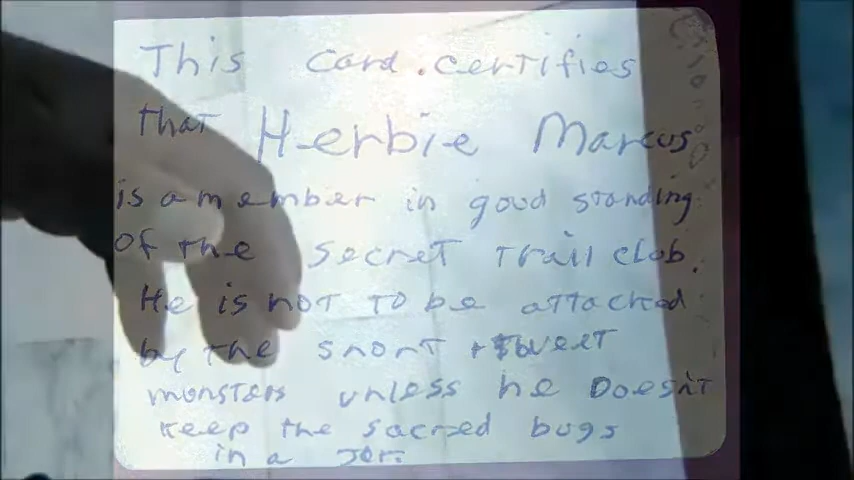 This card certifies
that Herbie Marcus
is a member in good standing
of the secret trail club.
He is not to be attacked
by the snort
monsters unless he Doesn't
keep the sacred bugs
in a Jar.